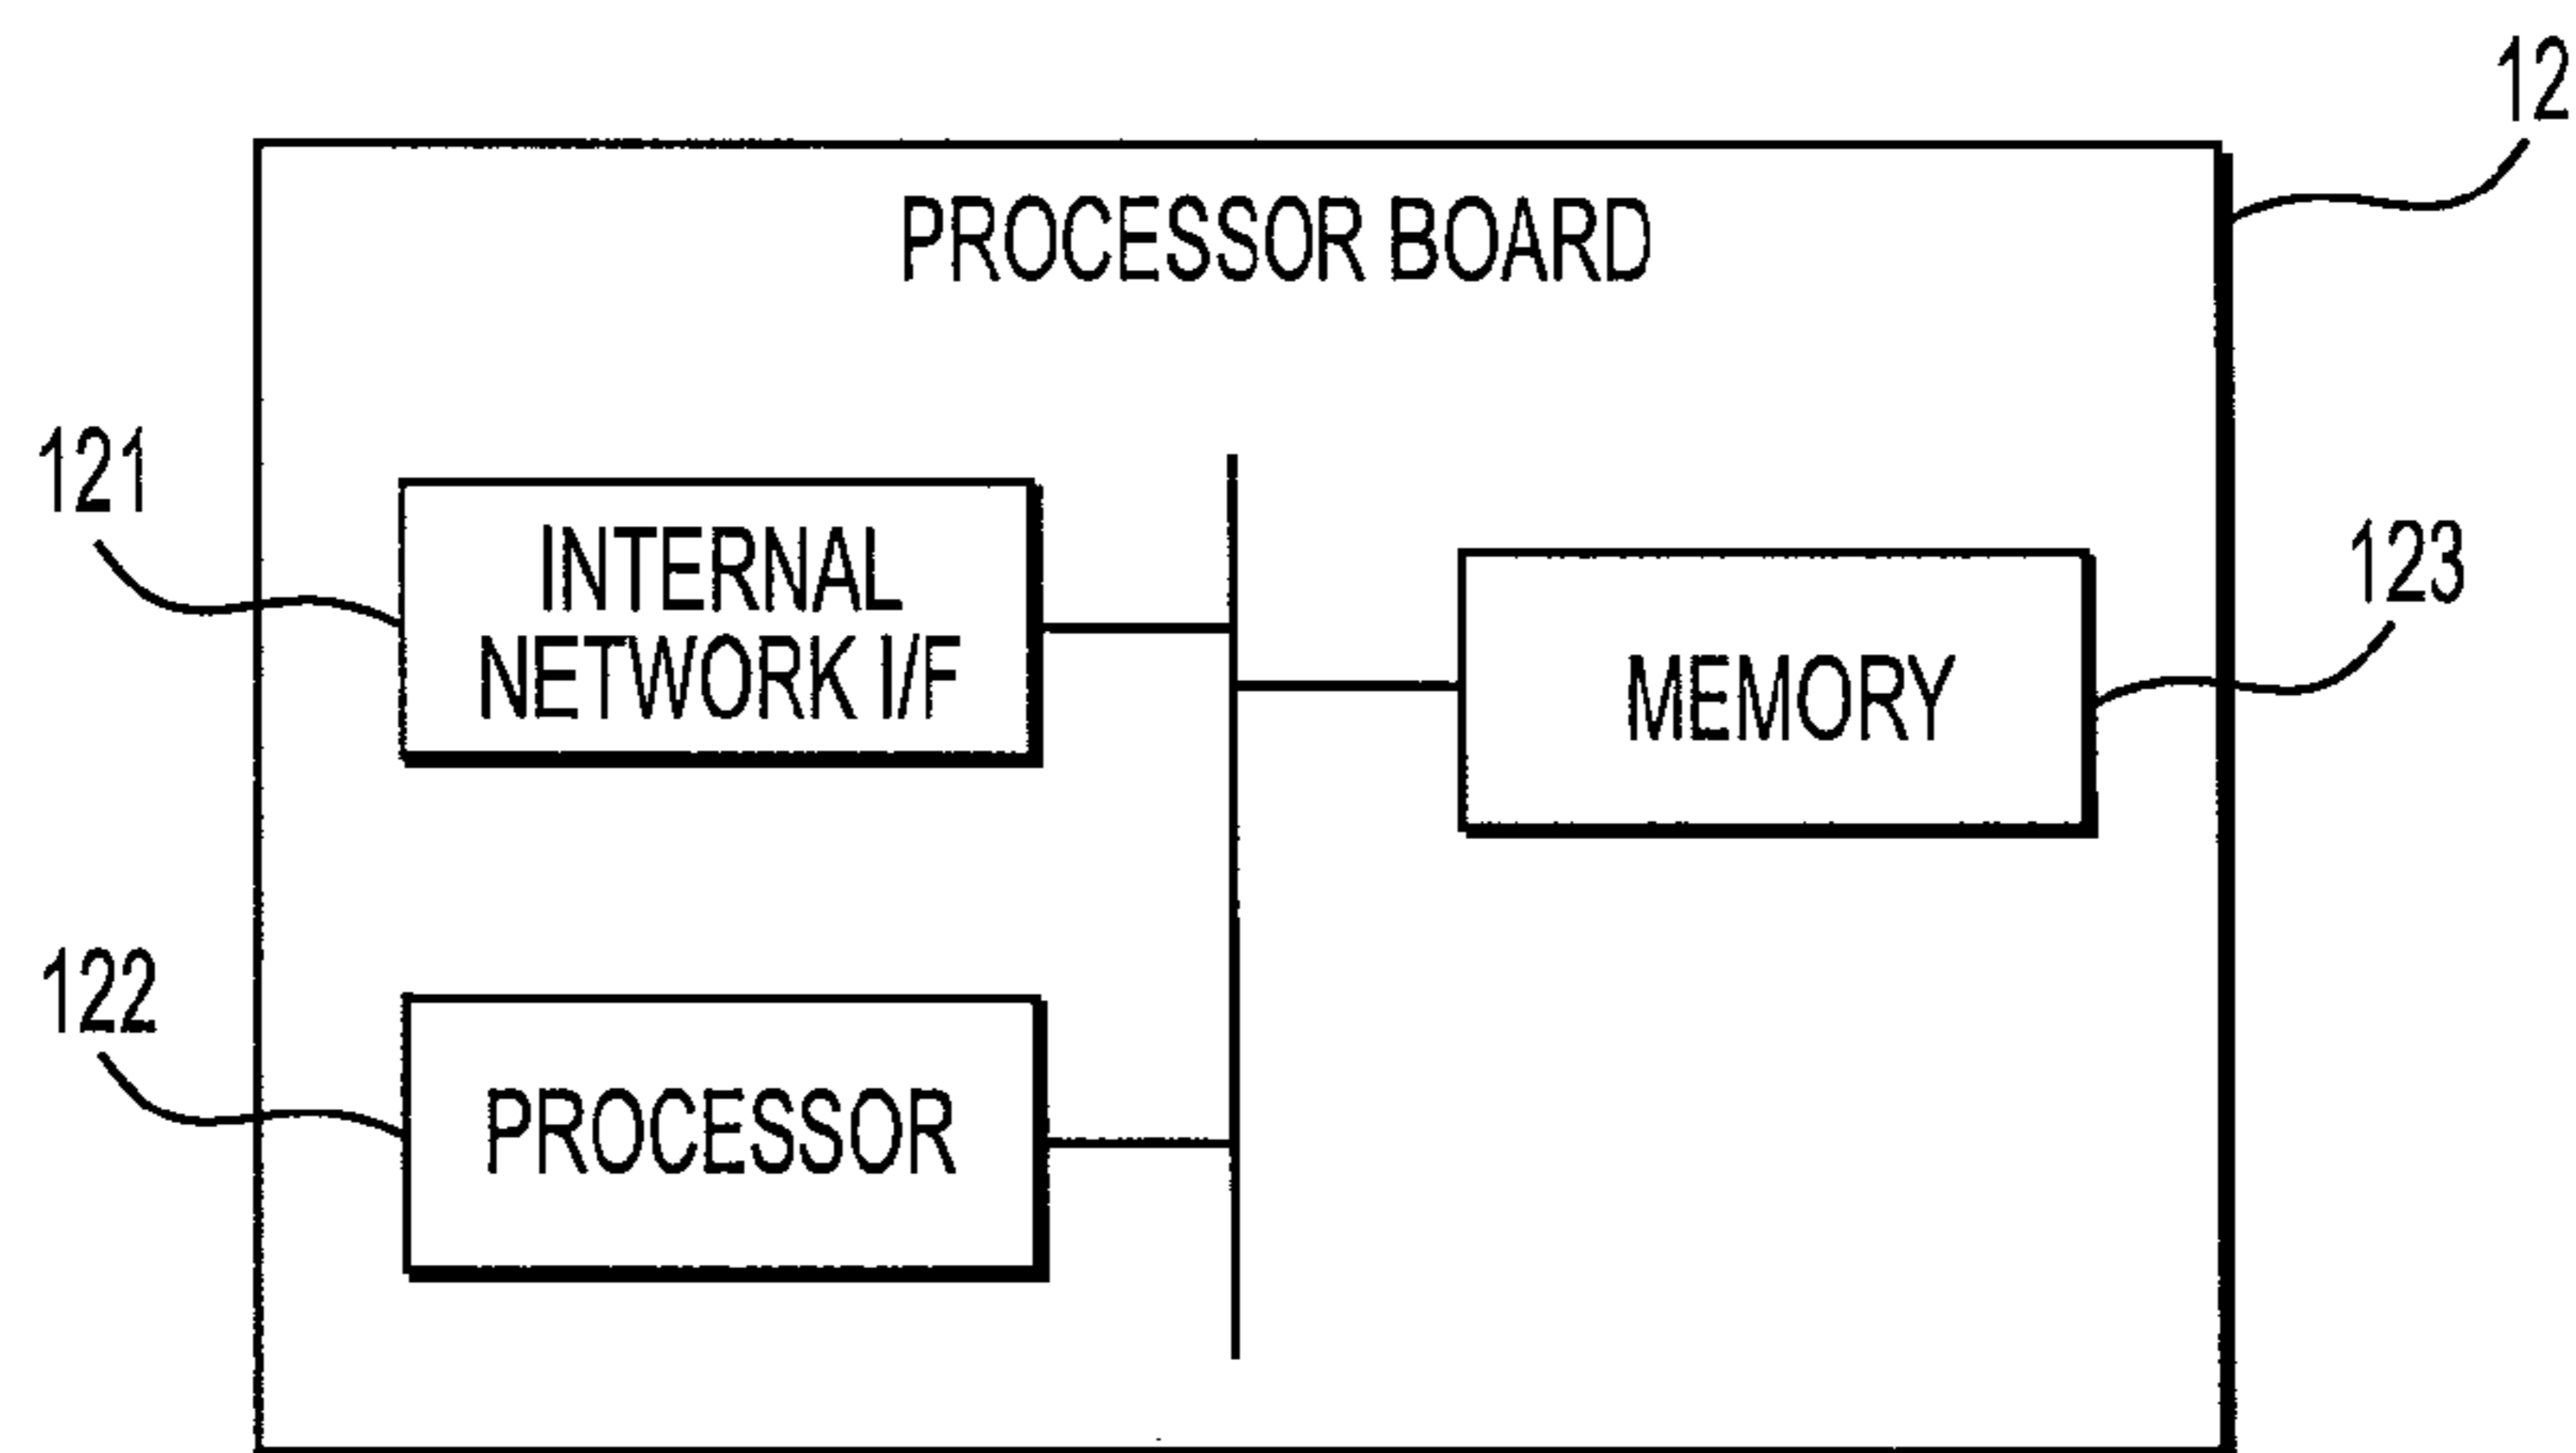 12
PROCESSOR BOARD
121
INTERNAL
NETWORK I/F
123
MEMORY
122
PROCESSOR